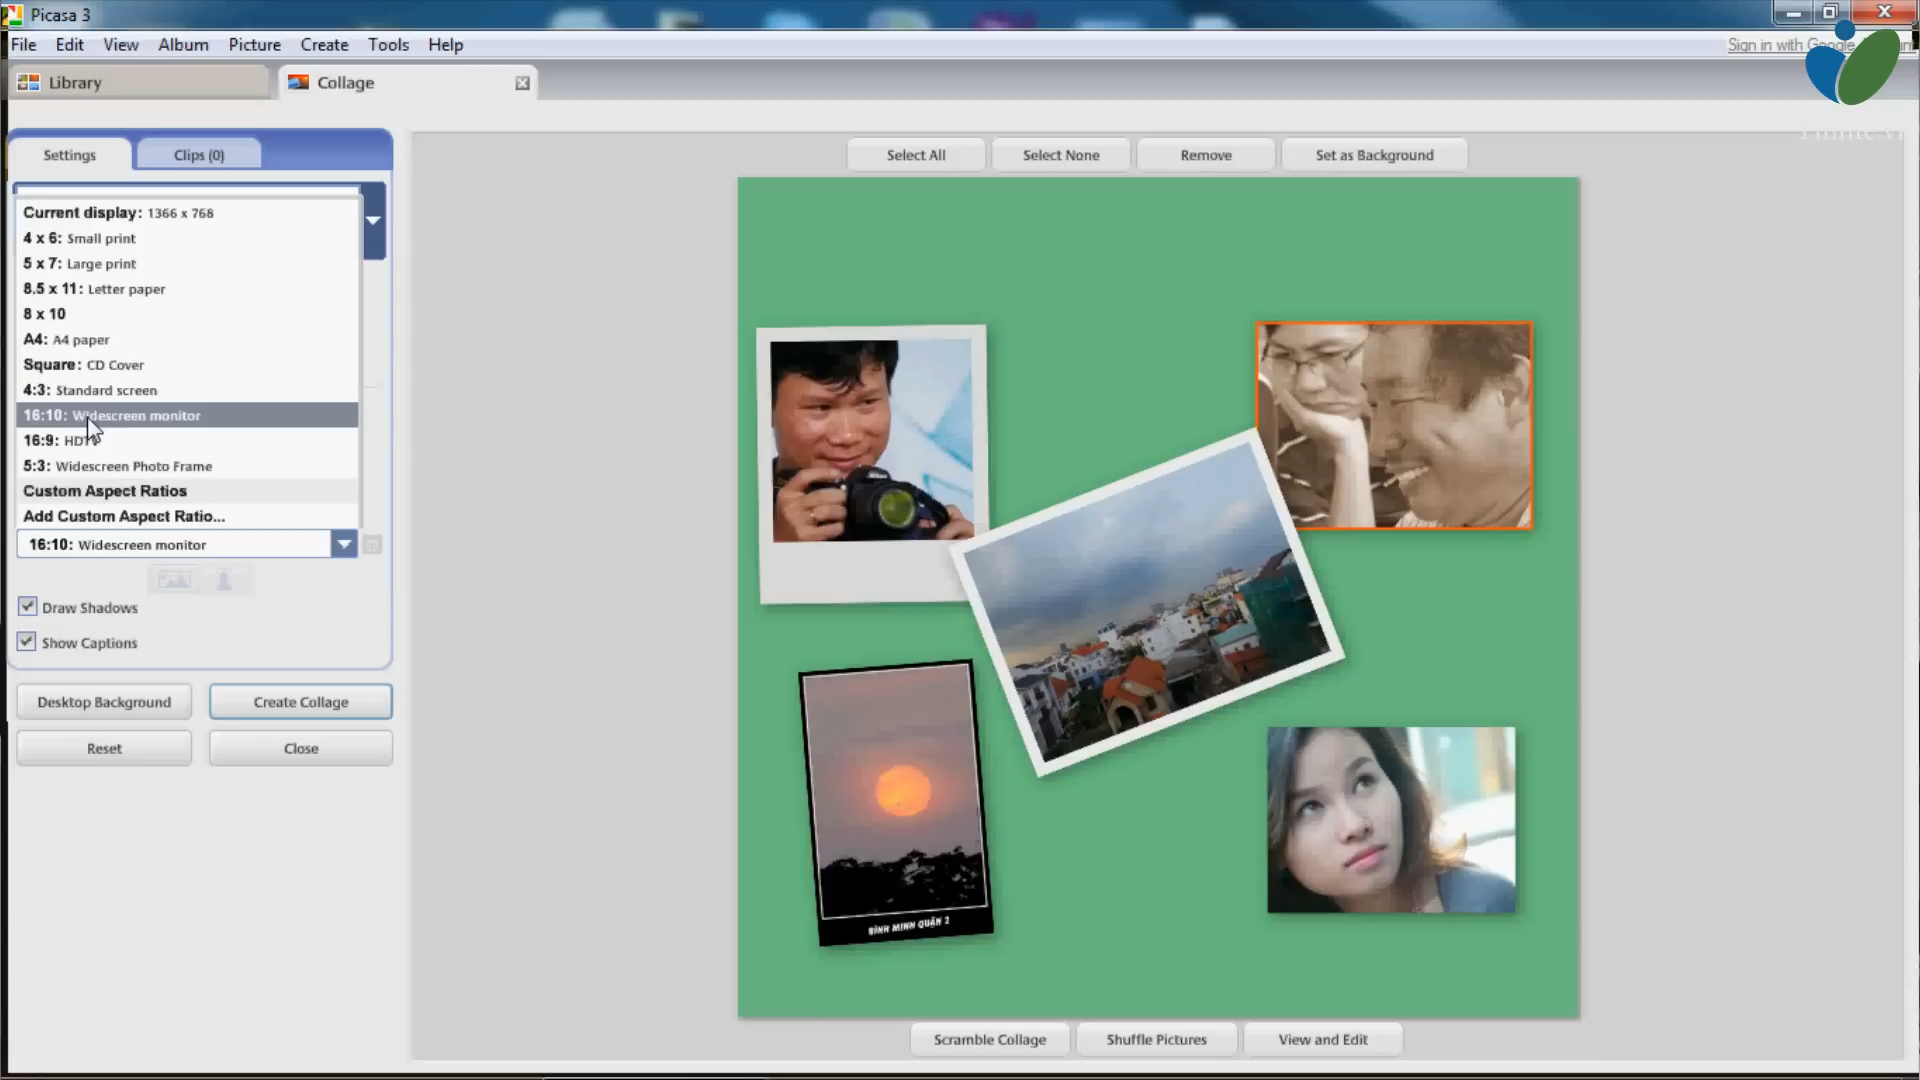 Picasa 3
File Edit View Album Picture Create Tools Help
Library
Collage
Settings
Clips (0)
Select All
Select None
Remove
Set as Background
Current display: 1366 x 768
4 x 6: Small print
5 x 7: Large print
8.5 x 11: Letter paper
8 x 10
A4: A4 paper
Square: CD Cover
4:3: Standard screen
16:10: Widescreen monitor
16:9: HDTV
5:3: Widescreen Photo Frame
Custom Aspect Ratios
Add Custom Aspect Ratio...
16:10: Widescreen monitor
Draw Shadows
Show Captions
Desktop Background
Create Collage
Reset
Close
BÌNH MINH QUẬN 2
Scramble Collage
Shuffle Pictures
View and Edit
Sign in with Google